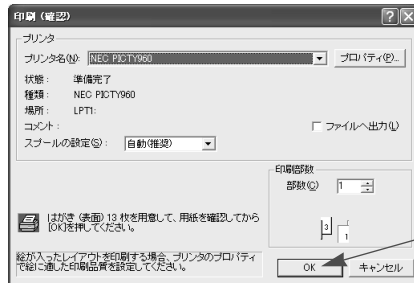 印刷（確認）
プリンタ
プリンタ名(N): NEC PICTY960
プロパティ(P)...
状態： 準備完了
種類： NEC PICTY960
場所： LPT1:
コメント：
ファイルへ出力(L)
スプールの設定(S)： 自動(推奨)
印刷部数
部数(C) 1
はがき（表面）13 枚を用意して、用紙を確認してから
[OK]を押してください。
3
1
絵が入ったレイアウトを印刷する場合、プリンタのプロパティ
で絵に適した印刷品質を設定してください。
OK
キャンセル